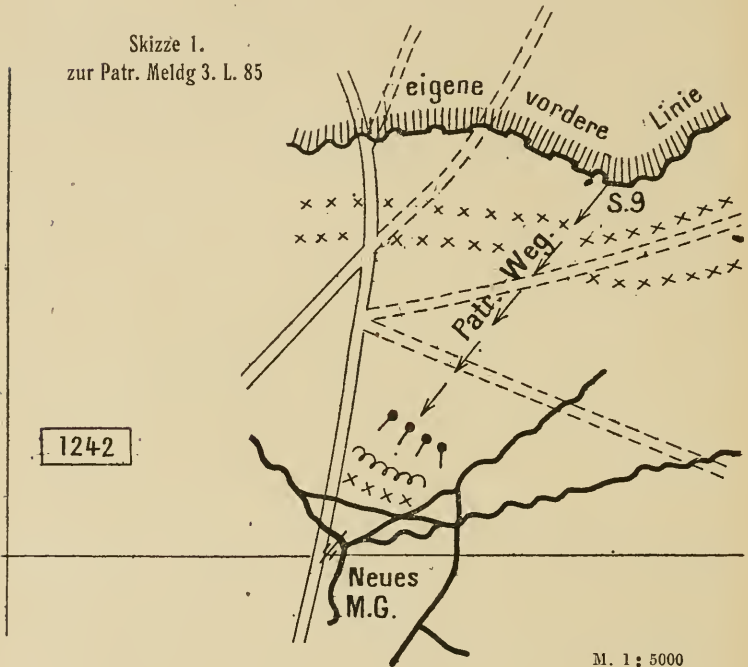 Skizze 1.
zur Patr. Meldg 3. L. 85
eigene vordere Linie
S.9
Patr. Weg.
1242
Neues
M.G.
M. 1 : 5000